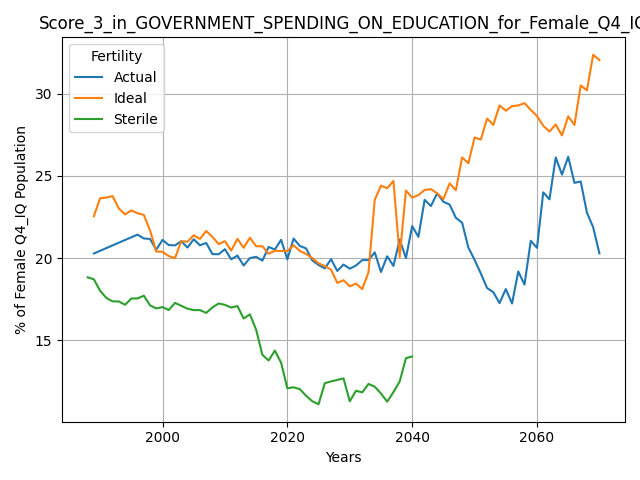 Score_3_in_GOVERNMENT_SPENDING_ON_EDUCATION_for_Female_Q4_IQ
Fertility
Actual
Ideal
Sterile
% of Female Q4_IQ Population
30
25
20
15
2000
2020
2040
2060
Years